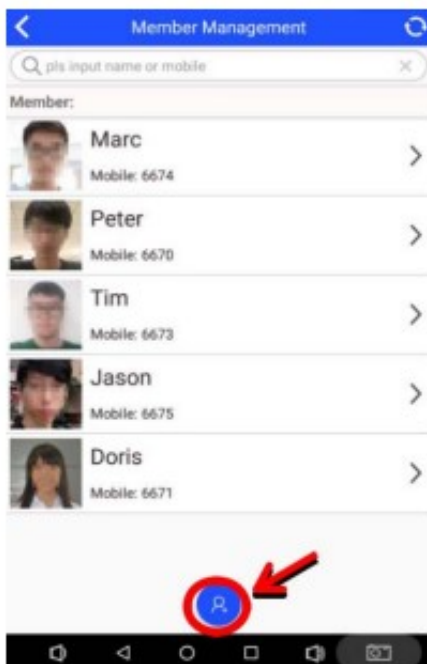 Member Management
pls input name or mobile
Member:
Marc
Mobile: 6674
Peter
Mobile: 6670
Tim
Mobile: 6673
Jason
Mobile: 6675
Doris
Mobile: 6671